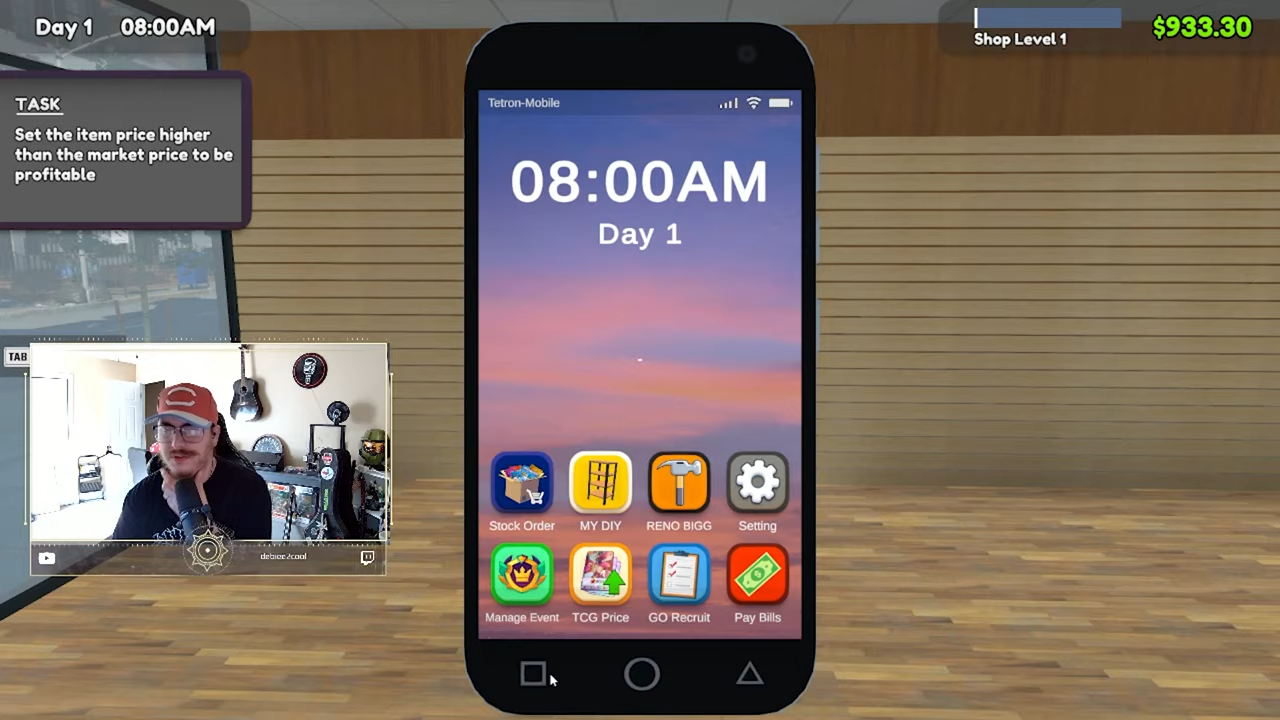 Day 1 08:00AM
Shop Level 1
$933.30
TASK
Set the item price higher
than the market price to be
profitable
TAB
Tetron-Mobile
08:00AM
Day 1
Stock Order MY DIY RENO BIGG Setting
Manage Event TCG Price GO Recruit Pay Bills
debiee2cool